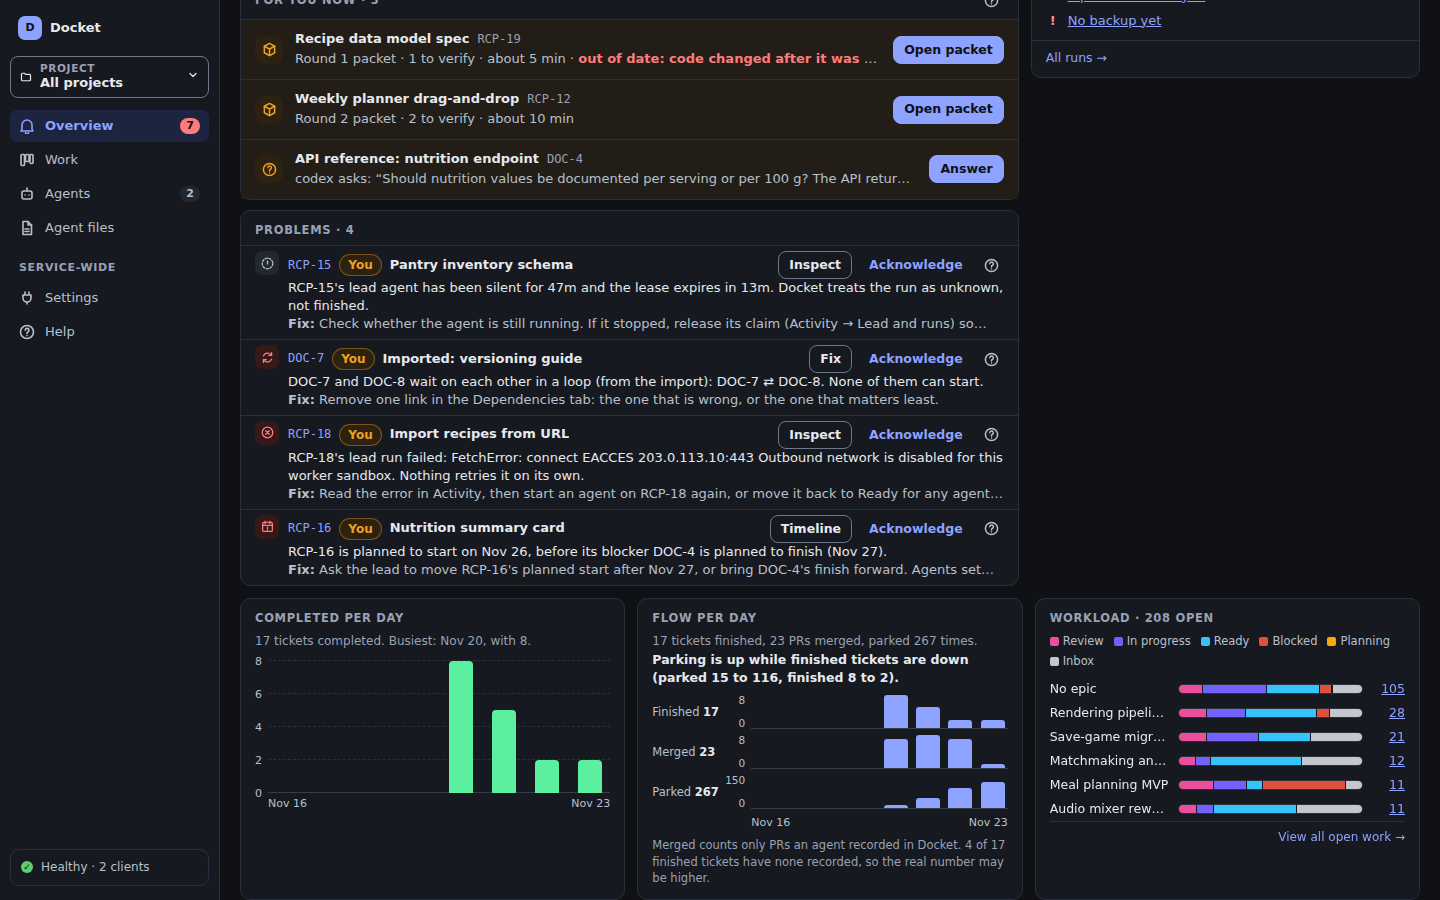 D Docket
PROJECT
All projects
Overview 7
Work
Agents 2
Agent files
SERVICE-WIDE
Settings
Help
Healthy · 2 clients
FOR YOU NOW · 3
Recipe data model spec RCP-19
Round 1 packet · 1 to verify · about 5 min · out of date: code changed after it was …
Open packet
Weekly planner drag-and-drop RCP-12
Round 2 packet · 2 to verify · about 10 min
Open packet
API reference: nutrition endpoint DOC-4
codex asks: “Should nutrition values be documented per serving or per 100 g? The API retur…
Answer
! No backup yet
All runs →
PROBLEMS · 4
RCP-15 You Pantry inventory schema Inspect Acknowledge
RCP-15's lead agent has been silent for 47m and the lease expires in 13m. Docket treats the run as unknown,
not finished.
Fix: Check whether the agent is still running. If it stopped, release its claim (Activity → Lead and runs) so…
DOC-7 You Imported: versioning guide Fix Acknowledge
DOC-7 and DOC-8 wait on each other in a loop (from the import): DOC-7 ⇄ DOC-8. None of them can start.
Fix: Remove one link in the Dependencies tab: the one that is wrong, or the one that matters least.
RCP-18 You Import recipes from URL Inspect Acknowledge
RCP-18's lead run failed: FetchError: connect EACCES 203.0.113.10:443 Outbound network is disabled for this
worker sandbox. Nothing retries it on its own.
Fix: Read the error in Activity, then start an agent on RCP-18 again, or move it back to Ready for any agent…
RCP-16 You Nutrition summary card Timeline Acknowledge
RCP-16 is planned to start on Nov 26, before its blocker DOC-4 is planned to finish (Nov 27).
Fix: Ask the lead to move RCP-16's planned start after Nov 27, or bring DOC-4's finish forward. Agents set…
COMPLETED PER DAY
17 tickets completed. Busiest: Nov 20, with 8.
8
6
4
2
0
Nov 16 Nov 23
FLOW PER DAY
17 tickets finished, 23 PRs merged, parked 267 times.
Parking is up while finished tickets are down
(parked 15 to 116, finished 8 to 2).
8
Finished 17
0
8
Merged 23
0
150
Parked 267
0
Nov 16 Nov 23
Merged counts only PRs an agent recorded in Docket. 4 of 17
finished tickets have none recorded, so the real number may
be higher.
WORKLOAD · 208 OPEN
Review In progress Ready Blocked Planning
Inbox
No epic 105
Rendering pipeli… 28
Save-game migr… 21
Matchmaking an… 12
Meal planning MVP 11
Audio mixer rew… 11
View all open work →